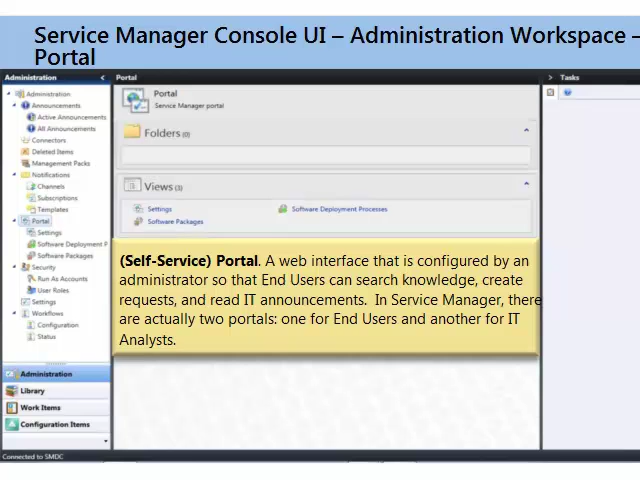 Service Manager Console UI – Administration Workspace –
Portal
Administration
Portal
Tasks
Administration
Announcements
Active Announcements
All Announcements
Connectors
Deleted Items
Management Packs
Notifications
Channels
Subscriptions
Templates
Portal
Settings
Software Deployment P
Software Packages
Security
Run As Accounts
User Roles
Settings
Workflows
Configuration
Status
Administration
Library
Work Items
Configuration Items
Connected to SMDC
Portal
Service Manager portal
Folders (0)
Views (3)
Settings
Software Deployment Processes
Software Packages
(Self-Service) Portal. A web interface that is configured by an
administrator so that End Users can search knowledge, create
requests, and read IT announcements. In Service Manager, there
are actually two portals: one for End Users and another for IT
Analysts.